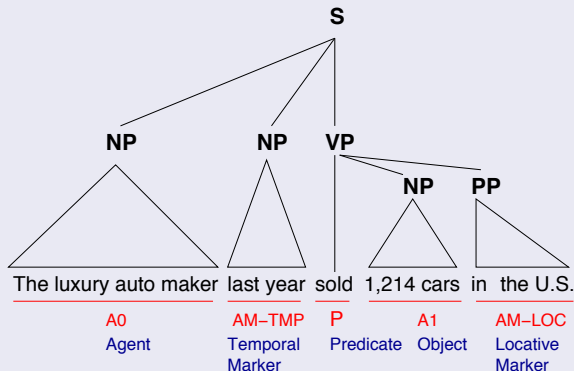 S
NP NP VP
NP PP
The luxury auto maker last year sold 1,214 cars in the U.S.
A0 AM−TMP P A1 AM−LOC
Agent Temporal Predicate Object Locative
Marker Marker